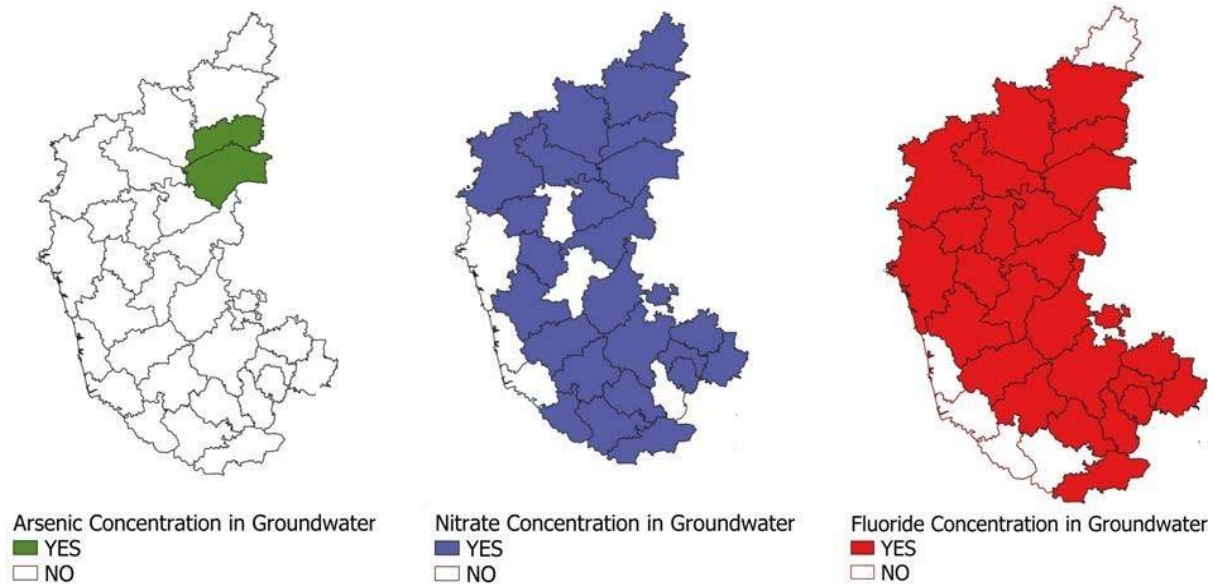 Arsenic Concentration in Groundwater
YES
NO
Nitrate Concentration in Groundwater
YES
NO
Fluoride Concentration in Groundwater
YES
NO